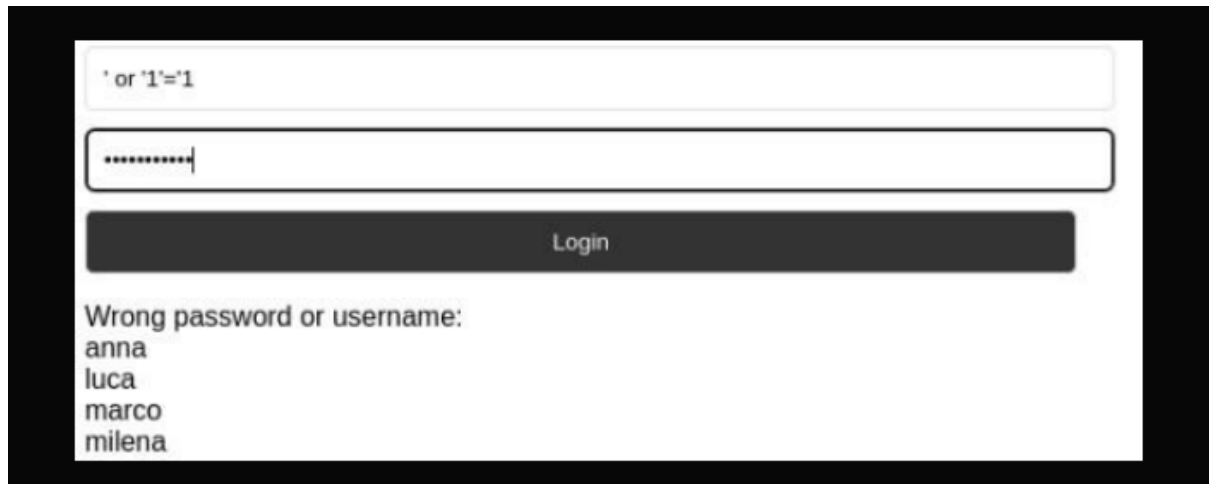 ' or '1'='1
•••••••••••
Login
Wrong password or username:
anna
luca
marco
milena